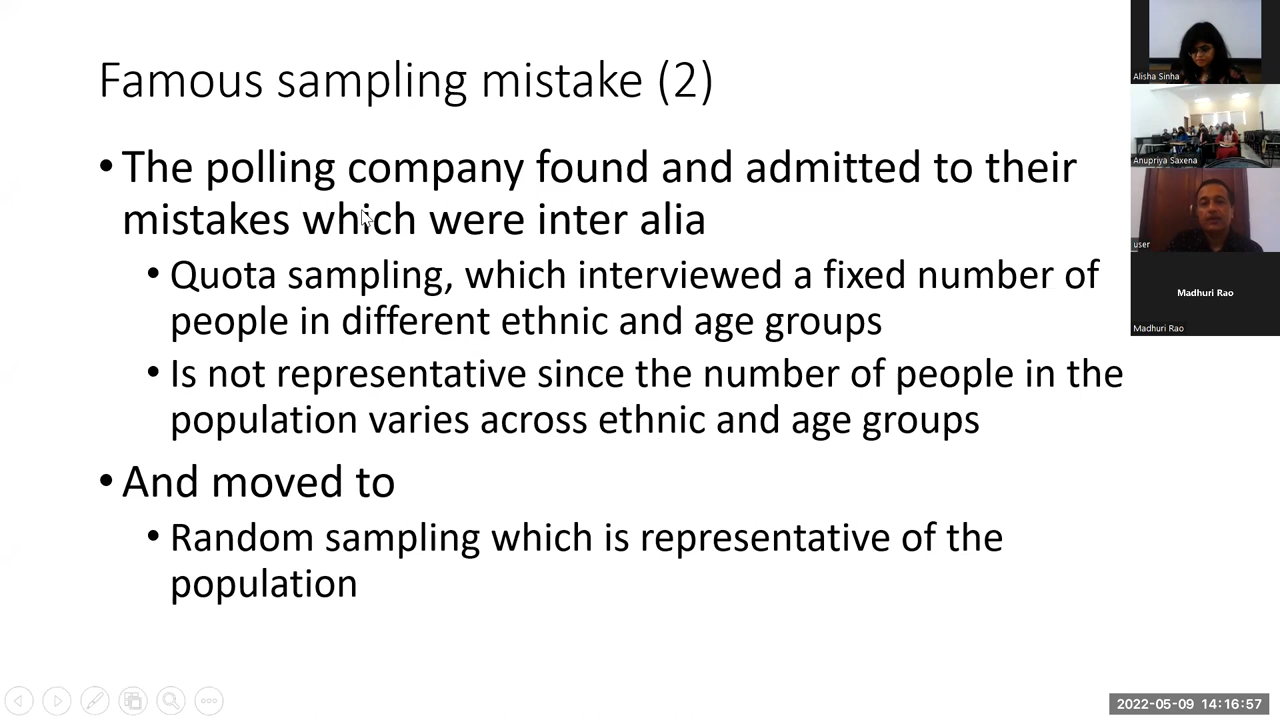 Famous sampling mistake (2)
• The polling company found and admitted to their
mistakes which were inter alia
• Quota sampling, which interviewed a fixed number of
people in different ethnic and age groups
• Is not representative since the number of people in the
population varies across ethnic and age groups
• And moved to
• Random sampling which is representative of the
population
Alisha Sinha
Anupriya Saxena
user
Madhuri Rao
Madhuri Rao
2022-05-09 14:16:57